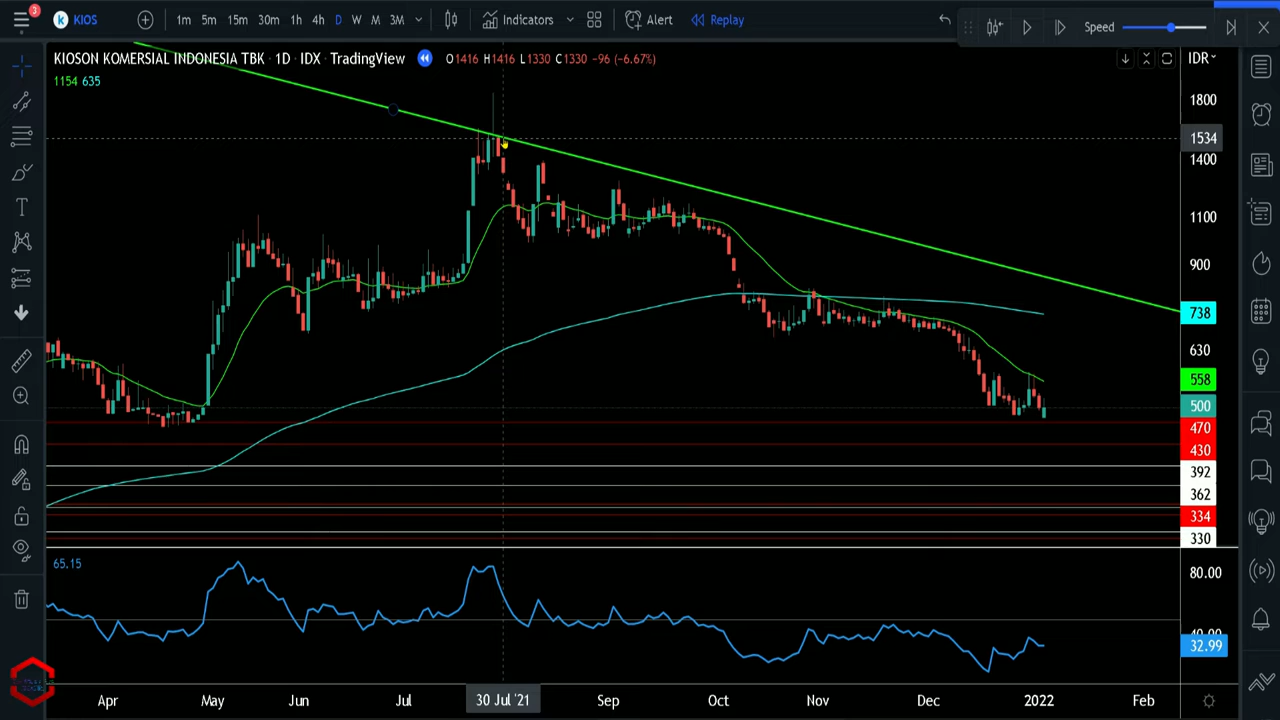 3
KIOS
1m 5m 15m 30m 1h 4h D W M 3M
Indicators
Alert
Replay
Speed
KIOSON KOMERSIAL INDONESIA TBK · 1D · IDX · TradingView
O1416 H1416 L1330 C1330 -96 (-6.67%)
IDR
1154 635
1800
1534
1400
1100
900
738
630
558
500
470
430
392
362
334
330
65.15
80.00
40.00
32.99
Apr May Jun Jul 30 Jul '21 Sep Oct Nov Dec 2022 Feb